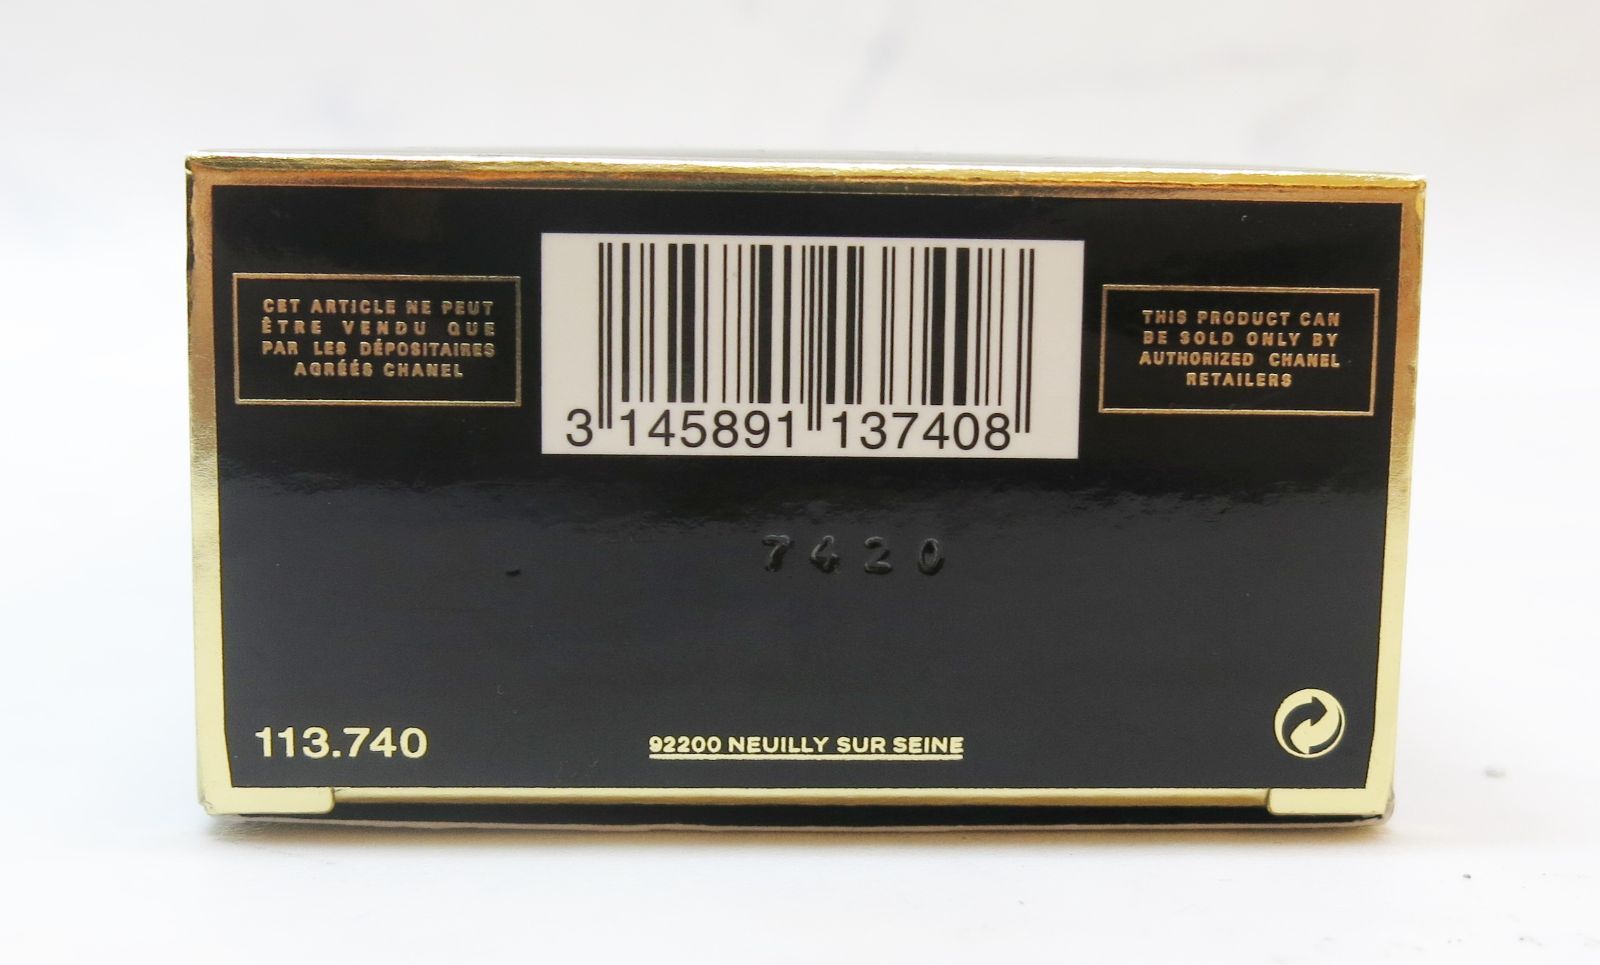 CET ARTICLE NE PEUT
ÊTRE VENDU QUE
PAR LES DÉPOSITAIRES
AGRÉÉS CHANEL
3 145891 137408
THIS PRODUCT CAN
BE SOLD ONLY BY
AUTHORIZED CHANEL
RETAILERS
7420
113.740
92200 NEUILLY SUR SEINE